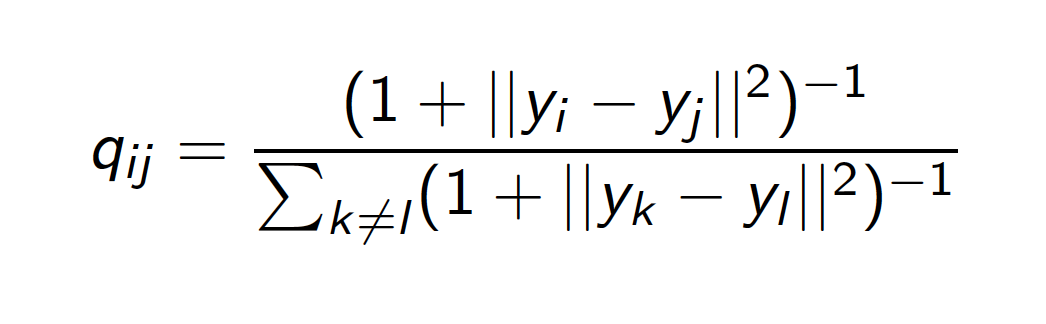 q_{ij} = \frac{(1 + ||y_i - y_j||^2)^{-1}}{\sum_{k \neq l}(1 + ||y_k - y_l||^2)^{-1}}